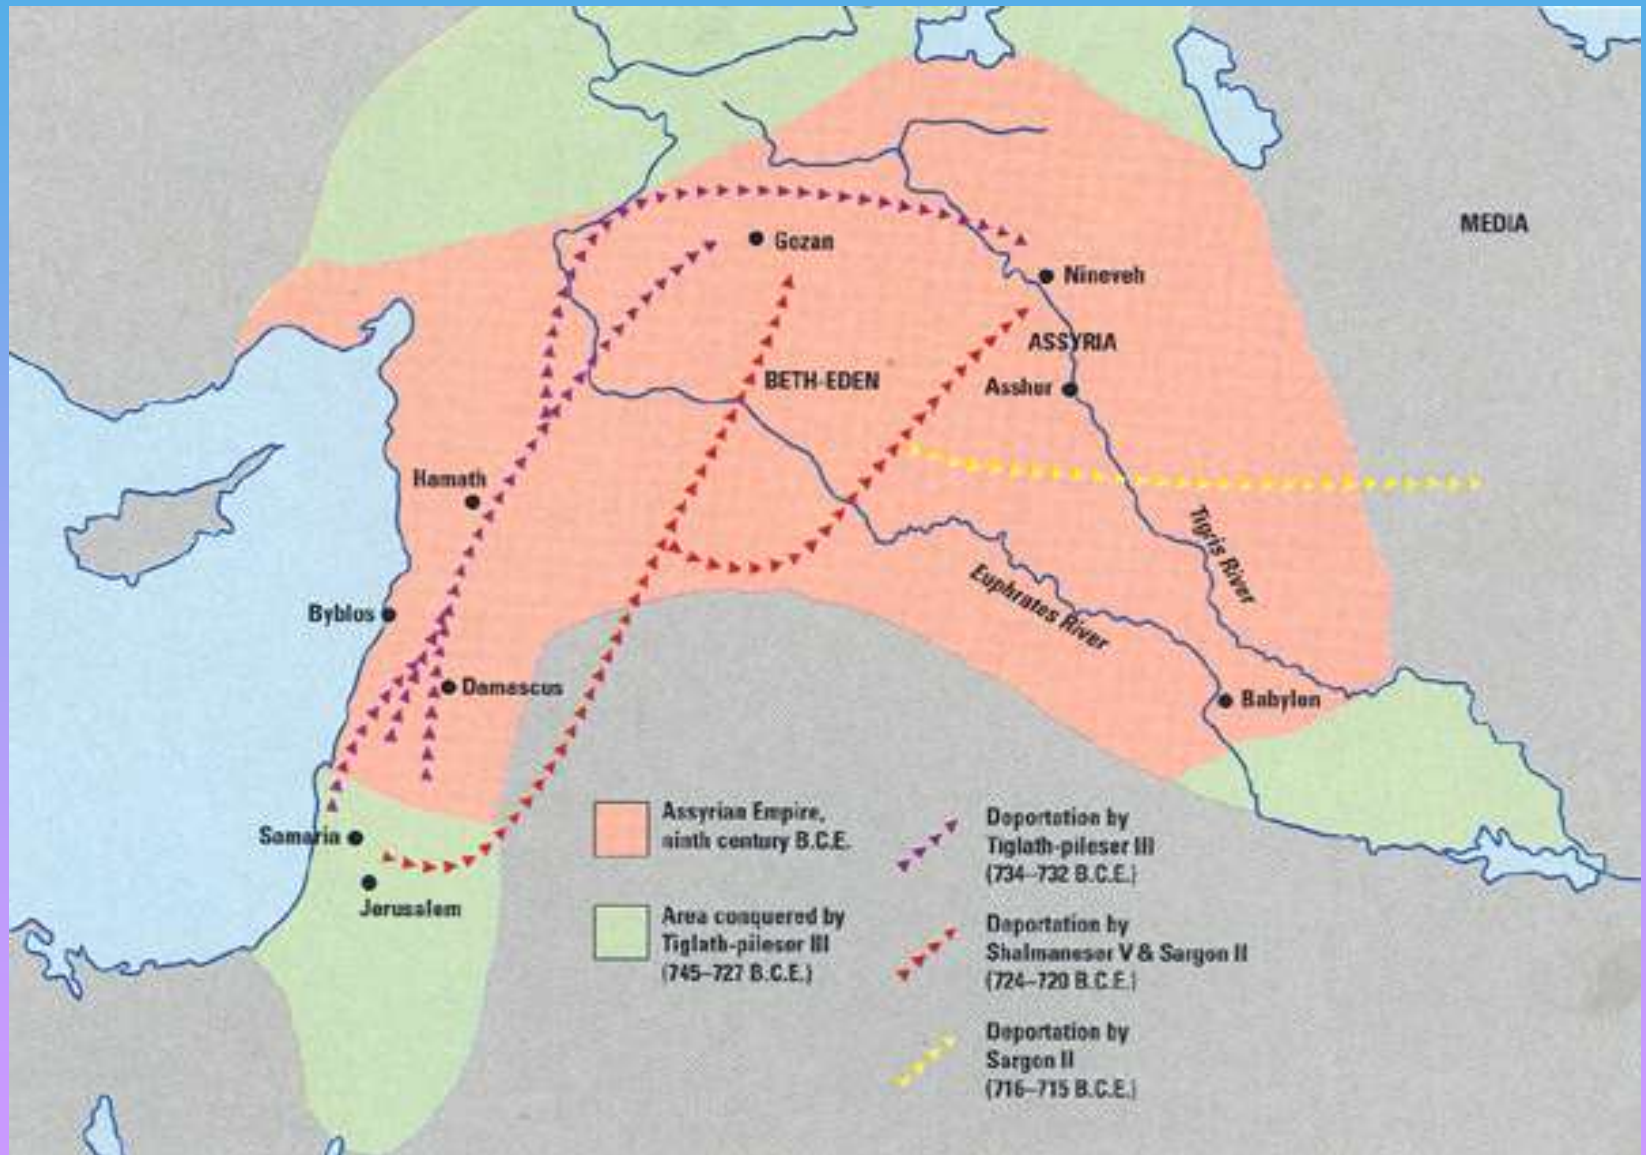 MEDIA
Gozan
Nineveh
ASSYRIA
BETH-EDEN
Asshur
Hamath
Tigris River
Euphrates River
Byblos
Damascus
Babylon
Samaria
Jerusalem
Assyrian Empire,
ninth century B.C.E.
Area conquered by
Tiglath-pileser III
(745–727 B.C.E.)
Deportation by
Tiglath-pileser III
(734–732 B.C.E.)
Deportation by
Shalmaneser V & Sargon II
(724–720 B.C.E.)
Deportation by
Sargon II
(716–715 B.C.E.)